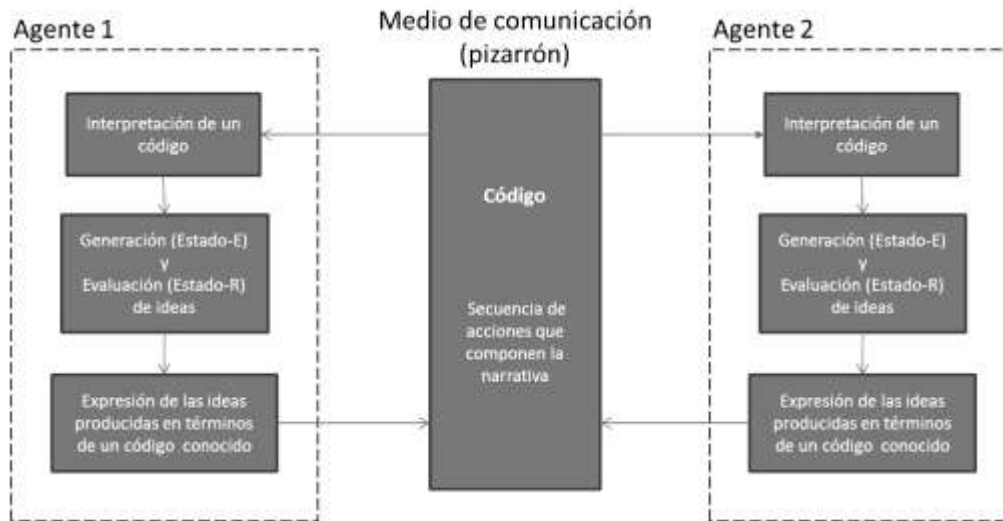 Agente 1
Interpretación de un
código
Generación (Estado-E)
y
Evaluación (Estado-R)
de ideas
Expresión de las ideas
producidas en términos
de un código conocido
Medio de comunicación
(pizarrón)
Código
Secuencia de
acciones que
componen la
narrativa
Agente 2
Interpretación de un
código
Generación (Estado-E)
y
Evaluación (Estado-R)
de ideas
Expresión de las ideas
producidas en términos
de un código conocido